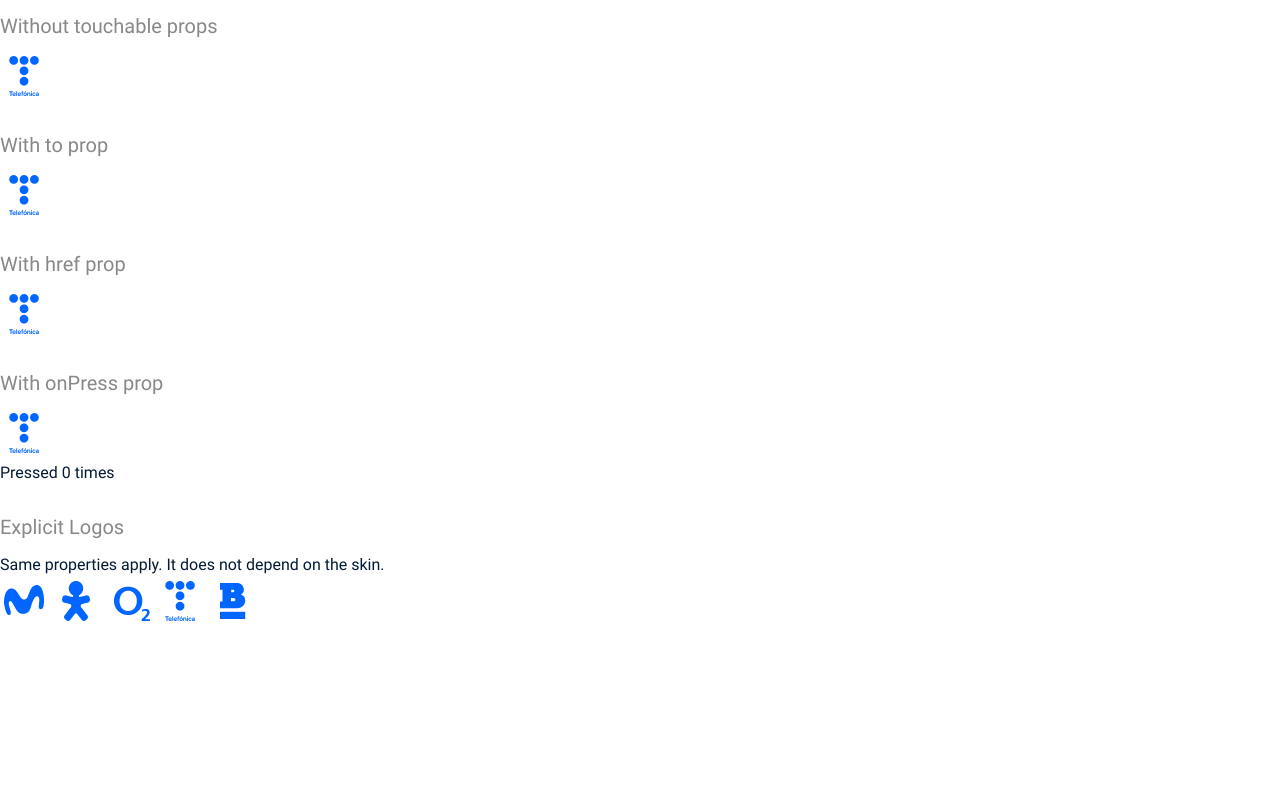 Without touchable props
Telefónica
With to prop
Telefónica
With href prop
Telefónica
With onPress prop
Telefónica
Pressed 0 times
Explicit Logos
Same properties apply. It does not depend on the skin.
O2 Telefónica B